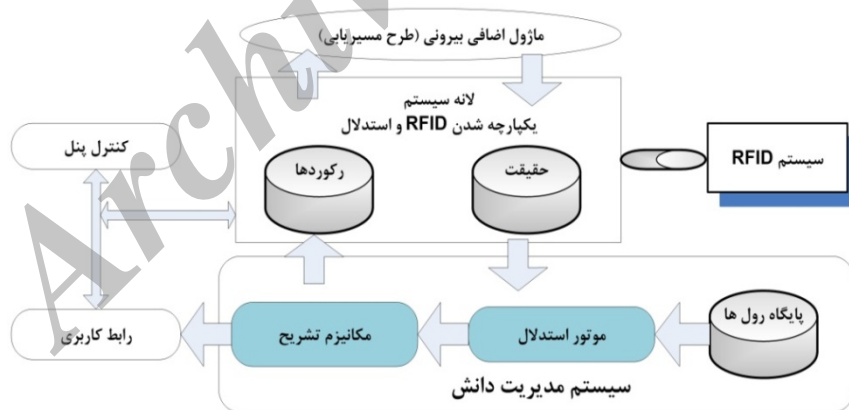 ماژول اضافی بیرونی (طرح مسیریابی)
لانه سیستم
یکپارچه شدن RFID و استدلال
رکوردها
حقیقت
سیستم RFID
کنترل پنل
رابط کاربری
مکانیزم تشریح
موتور استدلال
پایگاه رول ها
سیستم مدیریت دانش
Archiv